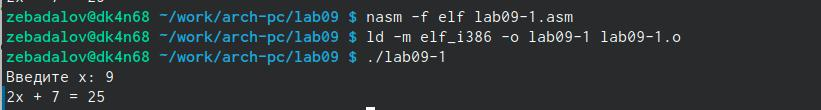 zebadalov@dk4n68 ~/work/arch-pc/lab09 $ nasm -f elf lab09-1.asm
zebadalov@dk4n68 ~/work/arch-pc/lab09 $ ld -m elf_i386 -o lab09-1 lab09-1.o
zebadalov@dk4n68 ~/work/arch-pc/lab09 $ ./lab09-1
Введите x: 9
2x + 7 = 25